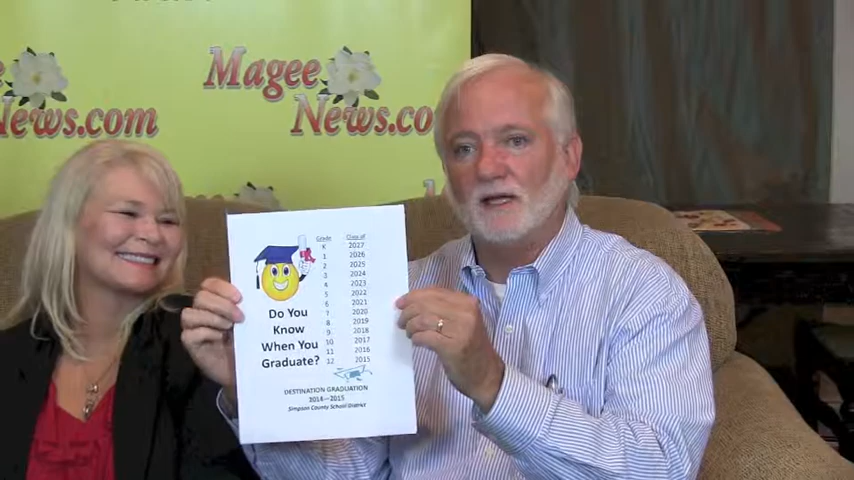 Magee
News.com
News.co
Grade Class of
K 2027
1 2026
2 2025
3 2024
4 2023
5 2022
6 2021
7 2020
8 2019
9 2018
10 2017
11 2016
12 2015
Do You
Know
When You
Graduate?
DESTINATION GRADUATION
2014—2015
Simpson County School District